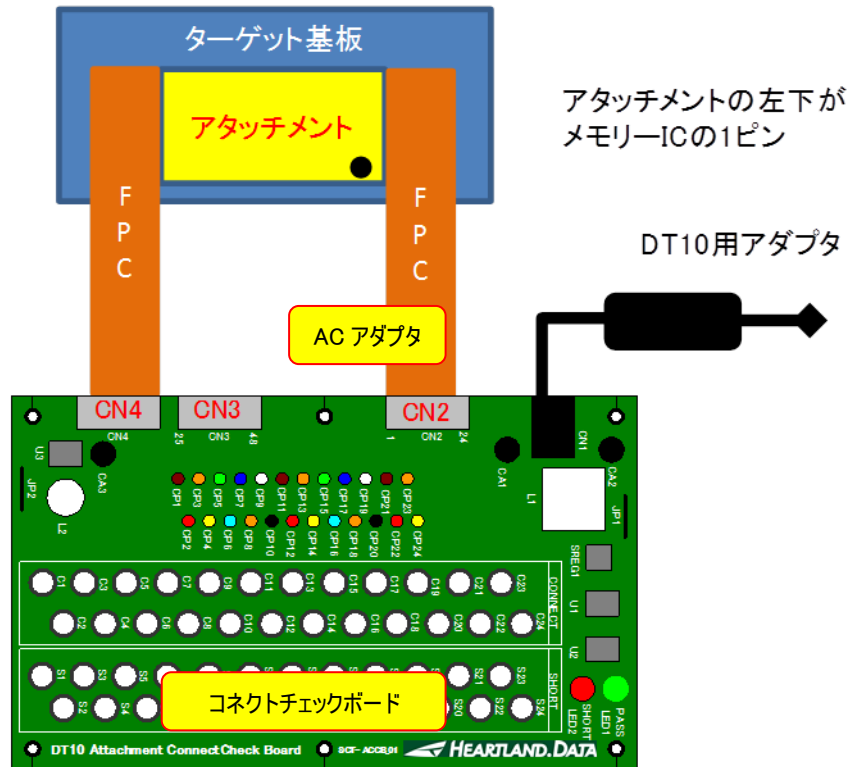 ターゲット基板
アタッチメント
アタッチメントの左下が
メモリーICの1ピン
FPC
FPC
DT10用アダプタ
AC アダプタ
CN4
CN3
CN2
CN4
25
CN3
48
1
CN2
24
CN1
U3
CA3
CA1
CA2
JP2
L2
L1
JP1
CP1
CP3
CP5
CP7
CP9
CP11
CP13
CP15
CP17
CP19
CP21
CP23
CP2
CP4
CP6
CP8
CP10
CP12
CP14
CP16
CP18
CP20
CP22
CP24
SREG1
U1
U2
C1
C3
C5
C7
C9
C11
C13
C15
C17
C19
C21
C23
CONNECT
C2
C4
C6
C8
C10
C12
C14
C16
C18
C20
C22
C24
S1
S3
S5
S21
S23
SHORT
S2
S4
S20
S22
S24
コネクトチェックボード
SHORT
LED2
PASS
LED1
DT10 Attachment ConnectCheck Board
SCF-ACCB_01
HEARTLAND.DATA